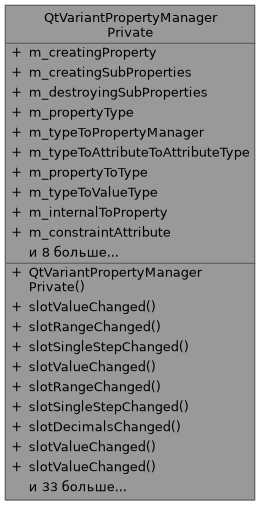 QtVariantPropertyManager
Private
+ m_creatingProperty
+ m_creatingSubProperties
+ m_destroyingSubProperties
+ m_propertyType
+ m_typeToPropertyManager
+ m_typeToAttributeToAttributeType
+ m_propertyToType
+ m_typeToValueType
+ m_internalToProperty
+ m_constraintAttribute
и 8 больше...
+ QtVariantPropertyManager
Private()
+ slotValueChanged()
+ slotRangeChanged()
+ slotSingleStepChanged()
+ slotValueChanged()
+ slotRangeChanged()
+ slotSingleStepChanged()
+ slotDecimalsChanged()
+ slotValueChanged()
+ slotValueChanged()
и 33 больше...